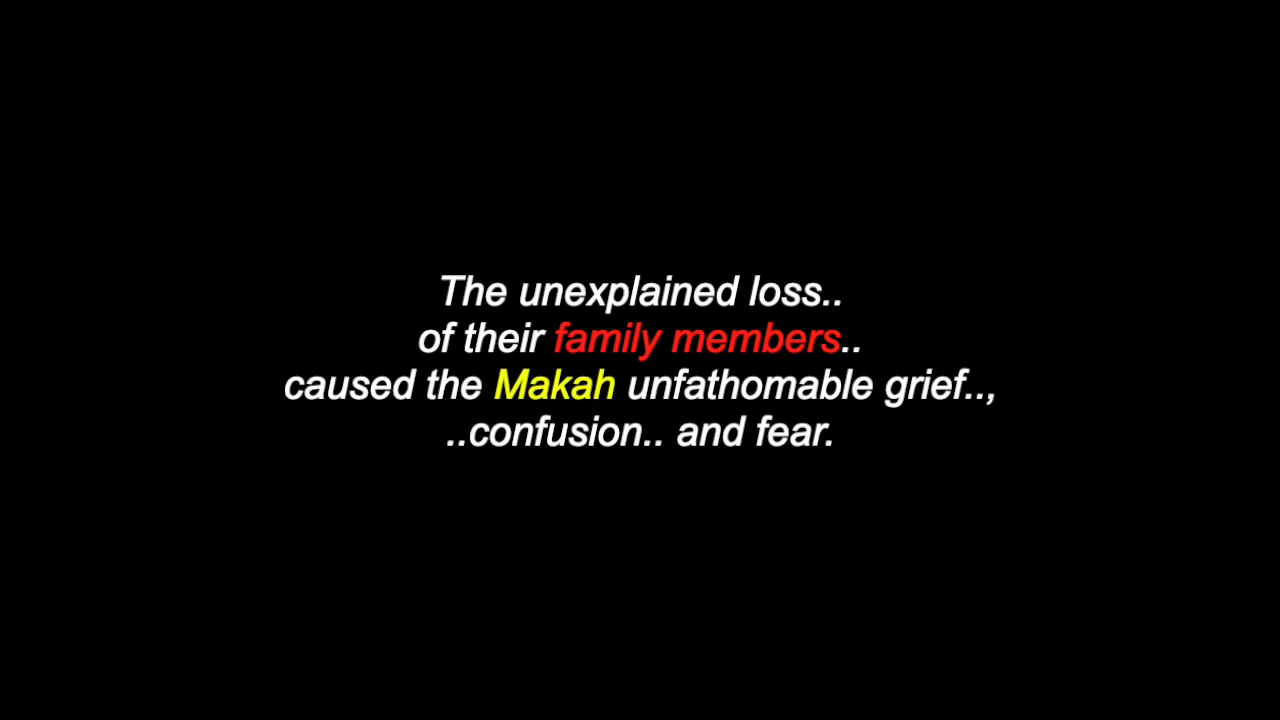 The unexplained loss..
of their family members..
caused the Makah unfathomable grief..,
..confusion.. and fear.